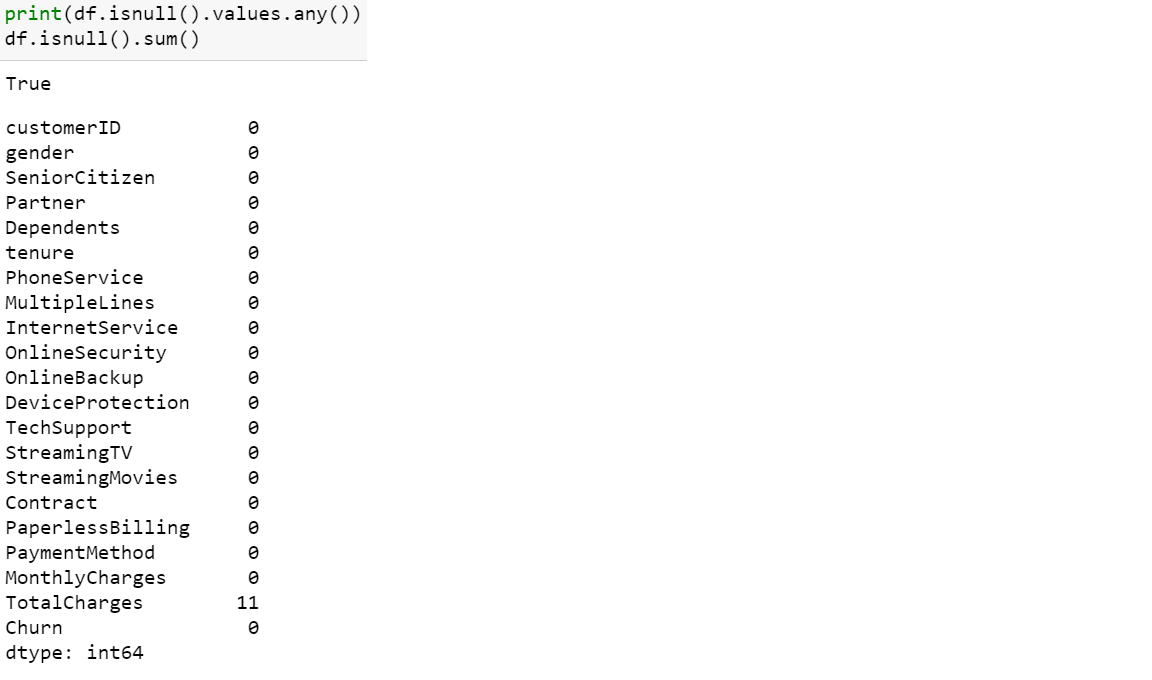 print(df.isnull().values.any())
df.isnull().sum()
True
customerID 0
gender 0
SeniorCitizen 0
Partner 0
Dependents 0
tenure 0
PhoneService 0
MultipleLines 0
InternetService 0
OnlineSecurity 0
OnlineBackup 0
DeviceProtection 0
TechSupport 0
StreamingTV 0
StreamingMovies 0
Contract 0
PaperlessBilling 0
PaymentMethod 0
MonthlyCharges 0
TotalCharges 11
Churn 0
dtype: int64